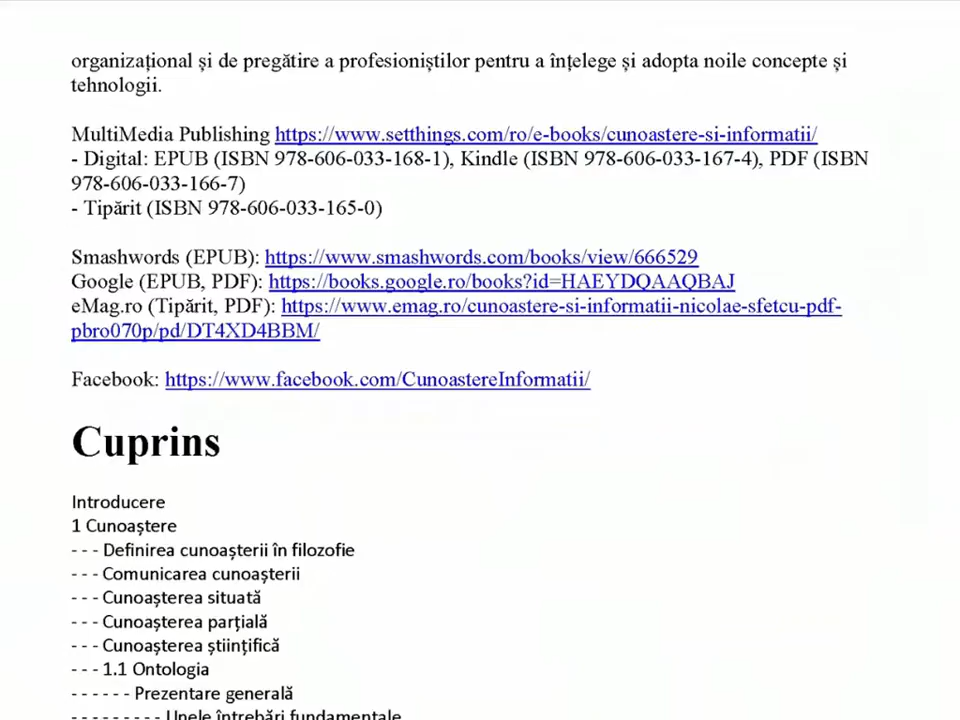 organizațional și de pregătire a profesioniștilor pentru a înțelege și adopta noile concepte și
tehnologii.
MultiMedia Publishing https://www.setthings.com/ro/e-books/cunoastere-si-informatii/
- Digital: EPUB (ISBN 978-606-033-168-1), Kindle (ISBN 978-606-033-167-4), PDF (ISBN
978-606-033-166-7)
- Tipărit (ISBN 978-606-033-165-0)
Smashwords (EPUB): https://www.smashwords.com/books/view/666529
Google (EPUB, PDF): https://books.google.ro/books?id=HAEYDQAAQBAJ
eMag.ro (Tipărit, PDF): https://www.emag.ro/cunoastere-si-informatii-nicolae-sfetcu-pdf-
pbro070p/pd/DT4XD4BBM/
Facebook: https://www.facebook.com/CunoastereInformatii/
Cuprins
Introducere
1 Cunoaștere
- - - Definirea cunoașterii în filozofie
- - - Comunicarea cunoașterii
- - - Cunoașterea situată
- - - Cunoașterea parțială
- - - Cunoașterea științifică
- - - 1.1 Ontologia
- - - - - - Prezentare generală
- - - - - - - - - Unele întrebări fundamentale